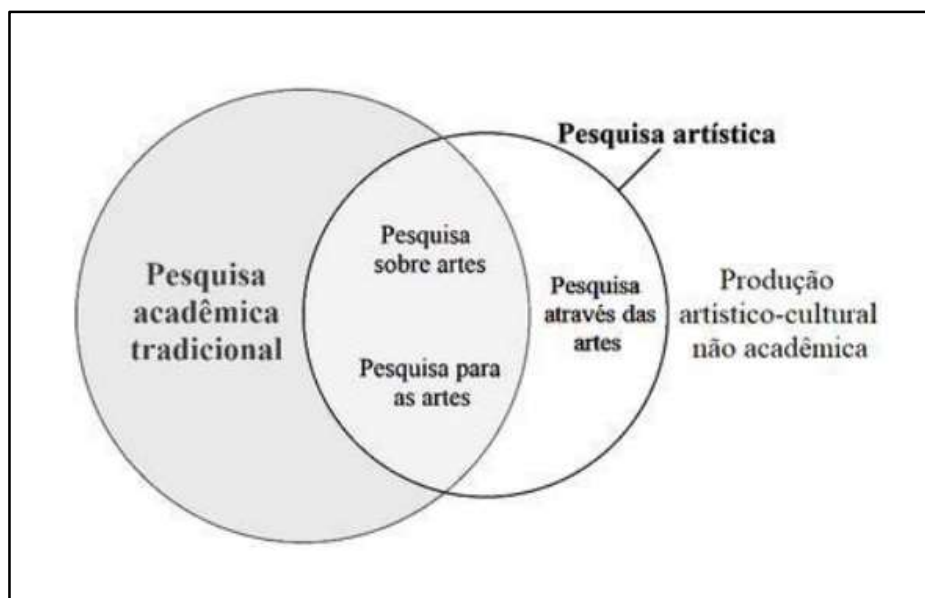 Pesquisa artística
Pesquisa
sobre artes
Pesquisa
acadêmica
tradicional
Pesquisa
através das
artes
Produção
artistico-cultural
não acadêmica
Pesquisa para
as artes